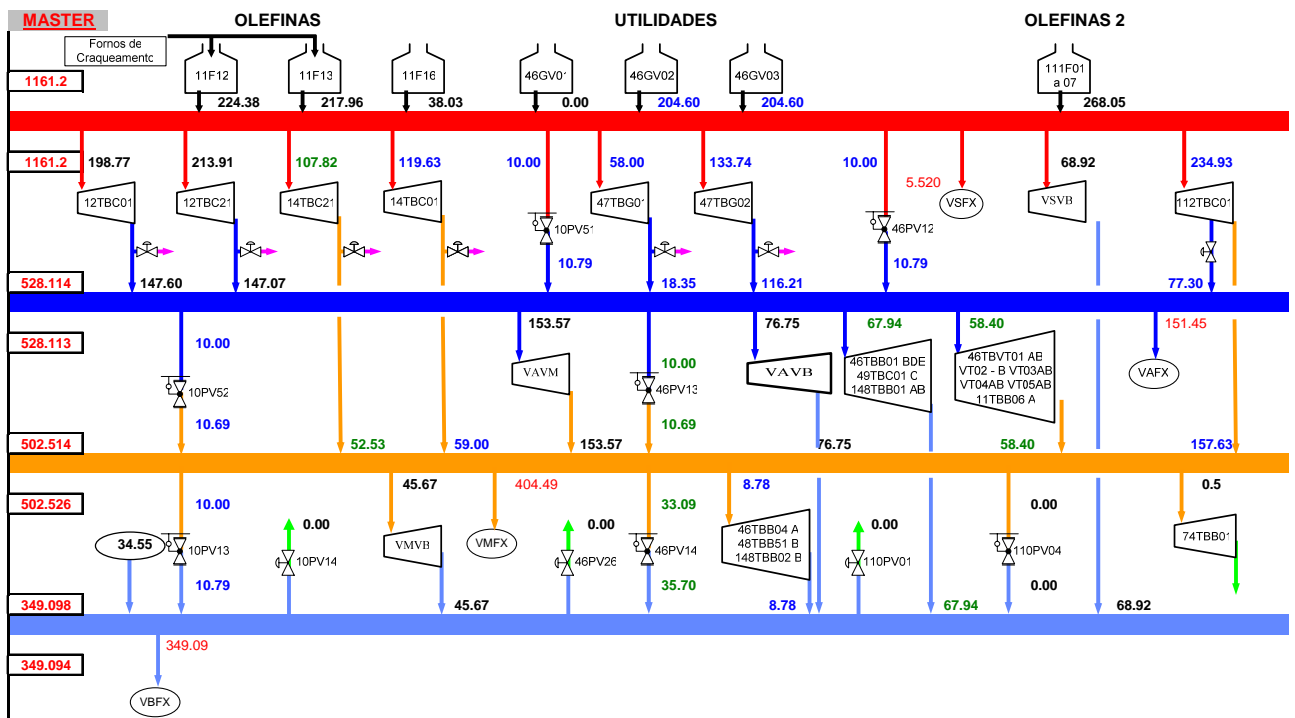 MASTER OLEFINAS UTILIDADES OLEFINAS 2
Fornos de
Craqueamento
11F12 11F13 11F16 46GV01 46GV02 46GV03 111F01
a 07
1161.2
224.38 217.96 38.03 0.00 204.60 204.60 268.05
1161.2 198.77 213.91 107.82 119.63 10.00 58.00 133.74 10.00 68.92 234.93
5.520
12TBC01 12TBC21 14TBC21 14TBC01 47TBG01 47TBG02 VSFX VSVB 112TBC01
10PV51 46PV12
10.79 10.79
528.114 147.60 147.07 18.35 116.21 77.30
153.57 76.75 67.94 58.40 151.45
528.113 10.00
10.00
46TBB01 BDE
49TBC01 C
148TBB01 AB
46TBVT01 AB
VT02 - B VT03AB
VT04AB VT05AB
11TBB06 A
VAVM VAVB VAFX
10PV52 46PV13
10.69 10.69
502.514 52.53 59.00 153.57 76.75 58.40 157.63
45.67 404.49 8.78 0.5
502.526 10.00 33.09 0.00
0.00 0.00 0.00
46TBB04 A
48TBB51 B
148TBB02 B
34.55 10PV13 10PV14 VMVB VMFX 46PV26 46PV14 110PV01 110PV04 74TBB01
10.79 35.70 0.00
349.098 45.67 8.78 67.94 68.92
349.09
349.094
VBFX